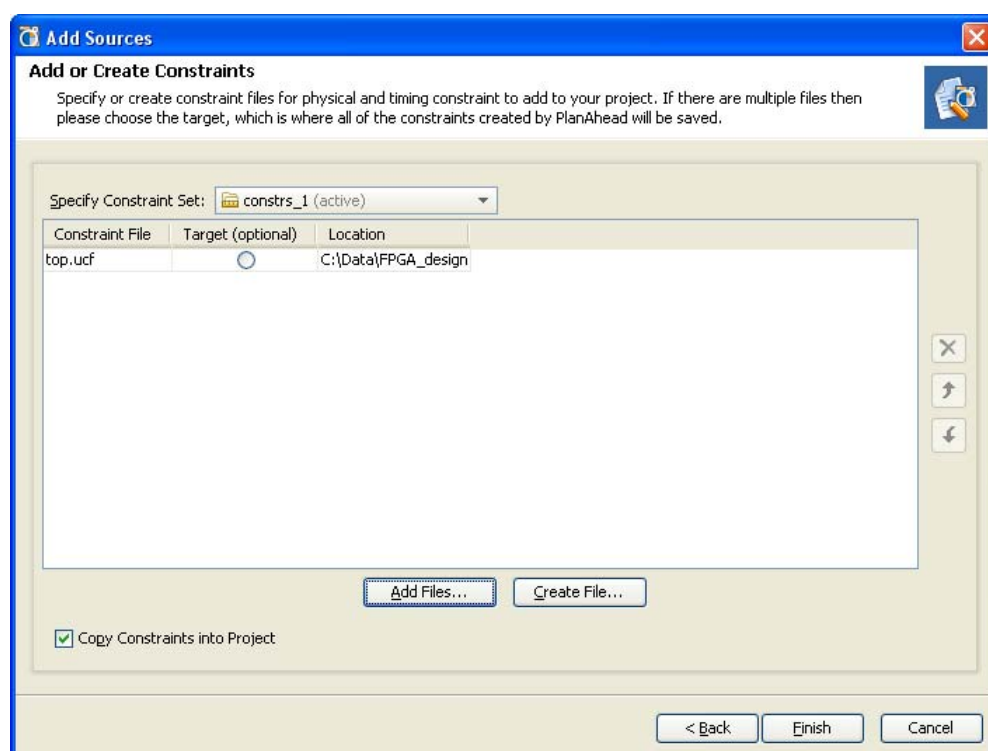 Add Sources
Add or Create Constraints
Specify or create constraint files for physical and timing constraint to add to your project. If there are multiple files then
please choose the target, which is where all of the constraints created by PlanAhead will be saved.
Specify Constraint Set: constrs_1 (active)
Constraint File Target (optional) Location
top.ucf C:\Data\FPGA_design
Add Files... Create File...
Copy Constraints into Project
< Back Finish Cancel